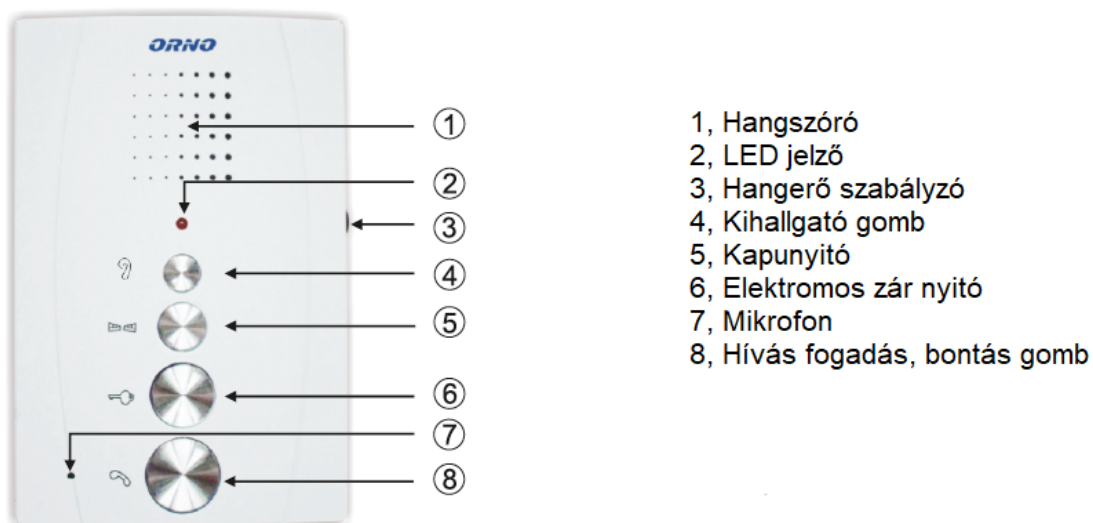 ORNO
①
②
③
④
⑤
⑥
⑦
⑧
1, Hangszóró
2, LED jelző
3, Hangerő szabályzó
4, Kihallgató gomb
5, Kapunyitó
6, Elektromos zár nyitó
7, Mikrofon
8, Hívás fogadás, bontás gomb